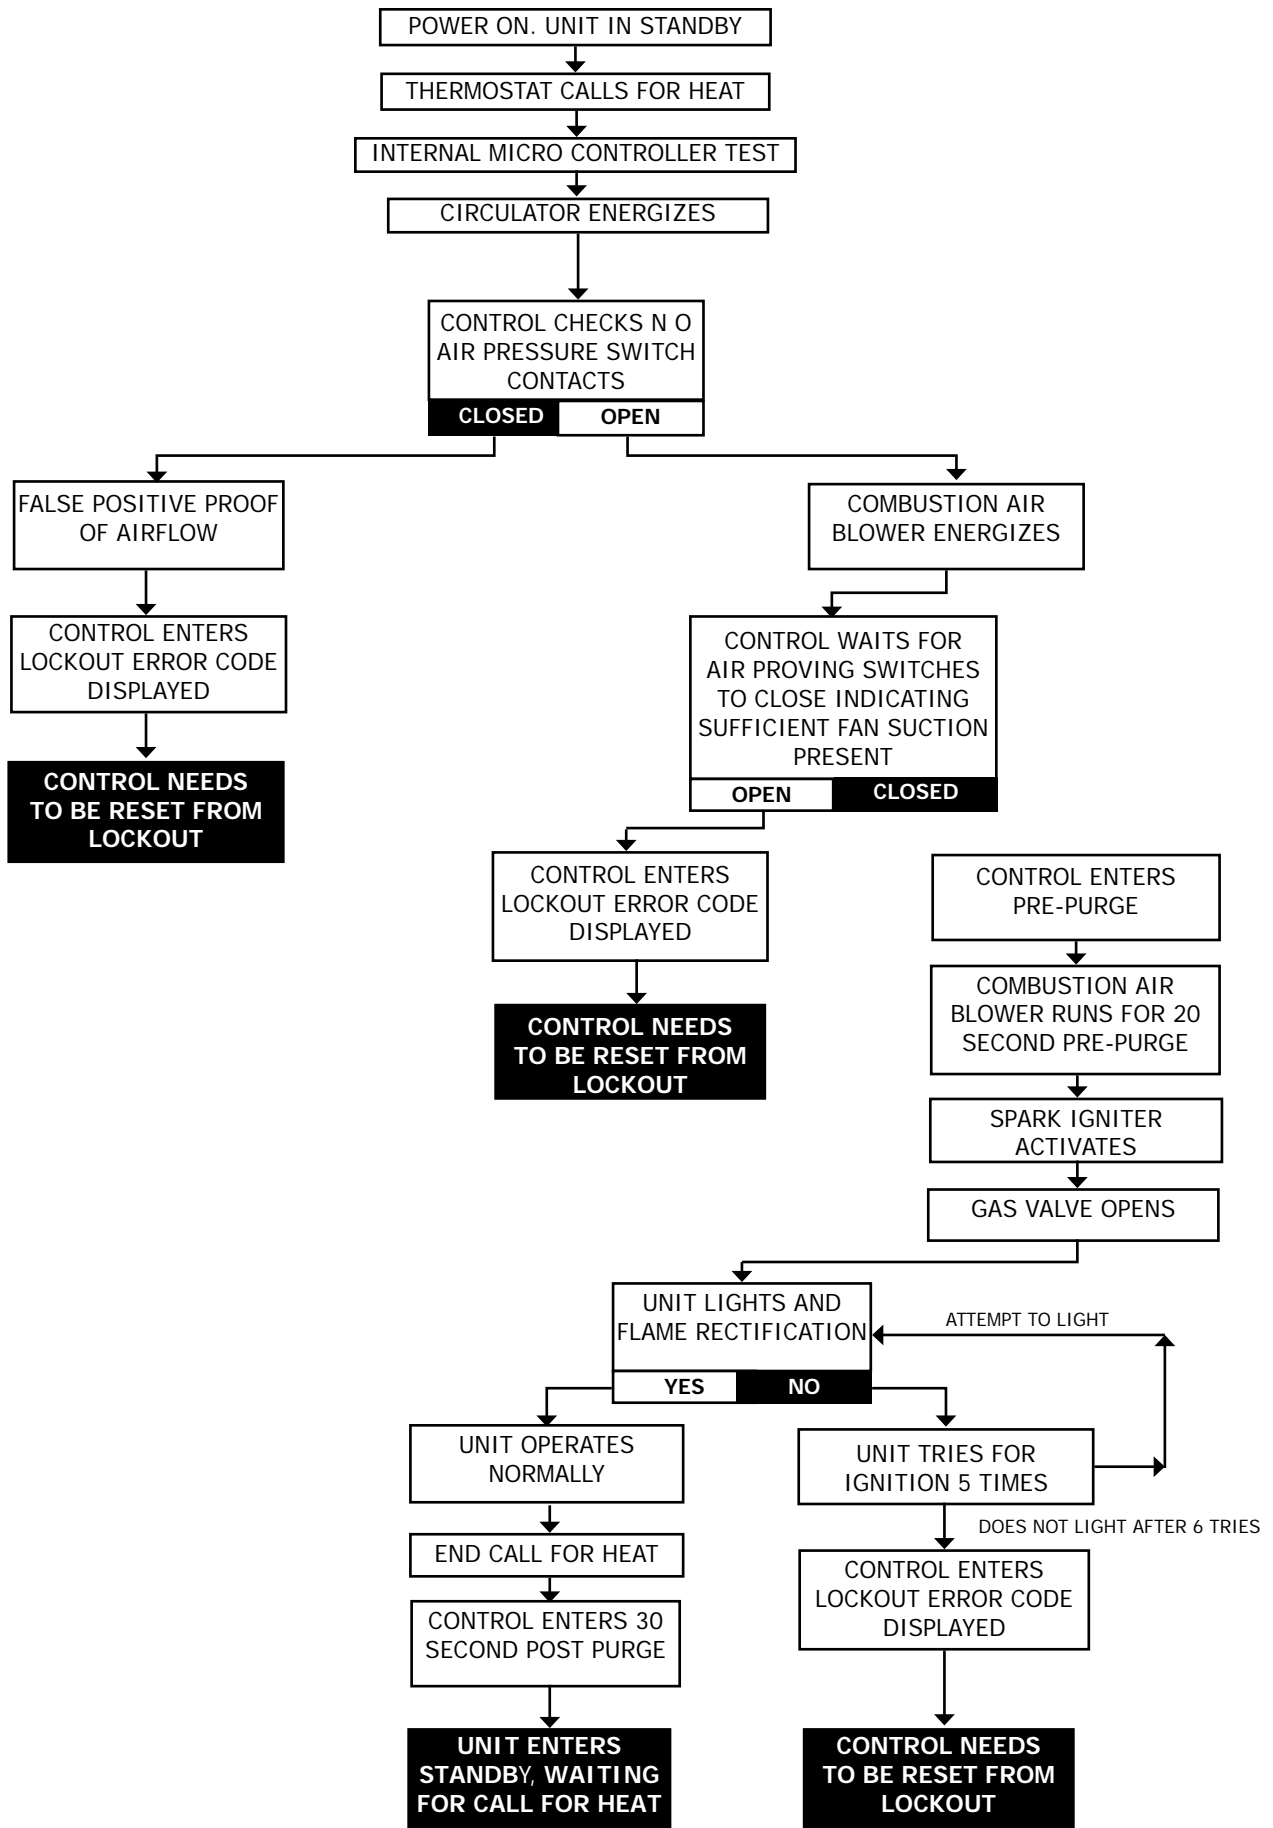 POWER ON. UNIT IN STANDBY
THERMOSTAT CALLS FOR HEAT
INTERNAL MICRO CONTROLLER TEST
CIRCULATOR ENERGIZES
CONTROL CHECKS N O
AIR PRESSURE SWITCH
CONTACTS
CLOSED
OPEN
FALSE POSITIVE PROOF
OF AIRFLOW
CONTROL ENTERS
LOCKOUT ERROR CODE
DISPLAYED
CONTROL NEEDS
TO BE RESET FROM
LOCKOUT
COMBUSTION AIR
BLOWER ENERGIZES
CONTROL WAITS FOR
AIR PROVING SWITCHES
TO CLOSE INDICATING
SUFFICIENT FAN SUCTION
PRESENT
OPEN
CLOSED
CONTROL ENTERS
LOCKOUT ERROR CODE
DISPLAYED
CONTROL NEEDS
TO BE RESET FROM
LOCKOUT
CONTROL ENTERS
PRE-PURGE
COMBUSTION AIR
BLOWER RUNS FOR 20
SECOND PRE-PURGE
SPARK IGNITER
ACTIVATES
GAS VALVE OPENS
UNIT LIGHTS AND
FLAME RECTIFICATION
YES
NO
ATTEMPT TO LIGHT
UNIT OPERATES
NORMALLY
END CALL FOR HEAT
CONTROL ENTERS 30
SECOND POST PURGE
UNIT ENTERS
STANDBY, WAITING
FOR CALL FOR HEAT
UNIT TRIES FOR
IGNITION 5 TIMES
DOES NOT LIGHT AFTER 6 TRIES
CONTROL ENTERS
LOCKOUT ERROR CODE
DISPLAYED
CONTROL NEEDS
TO BE RESET FROM
LOCKOUT